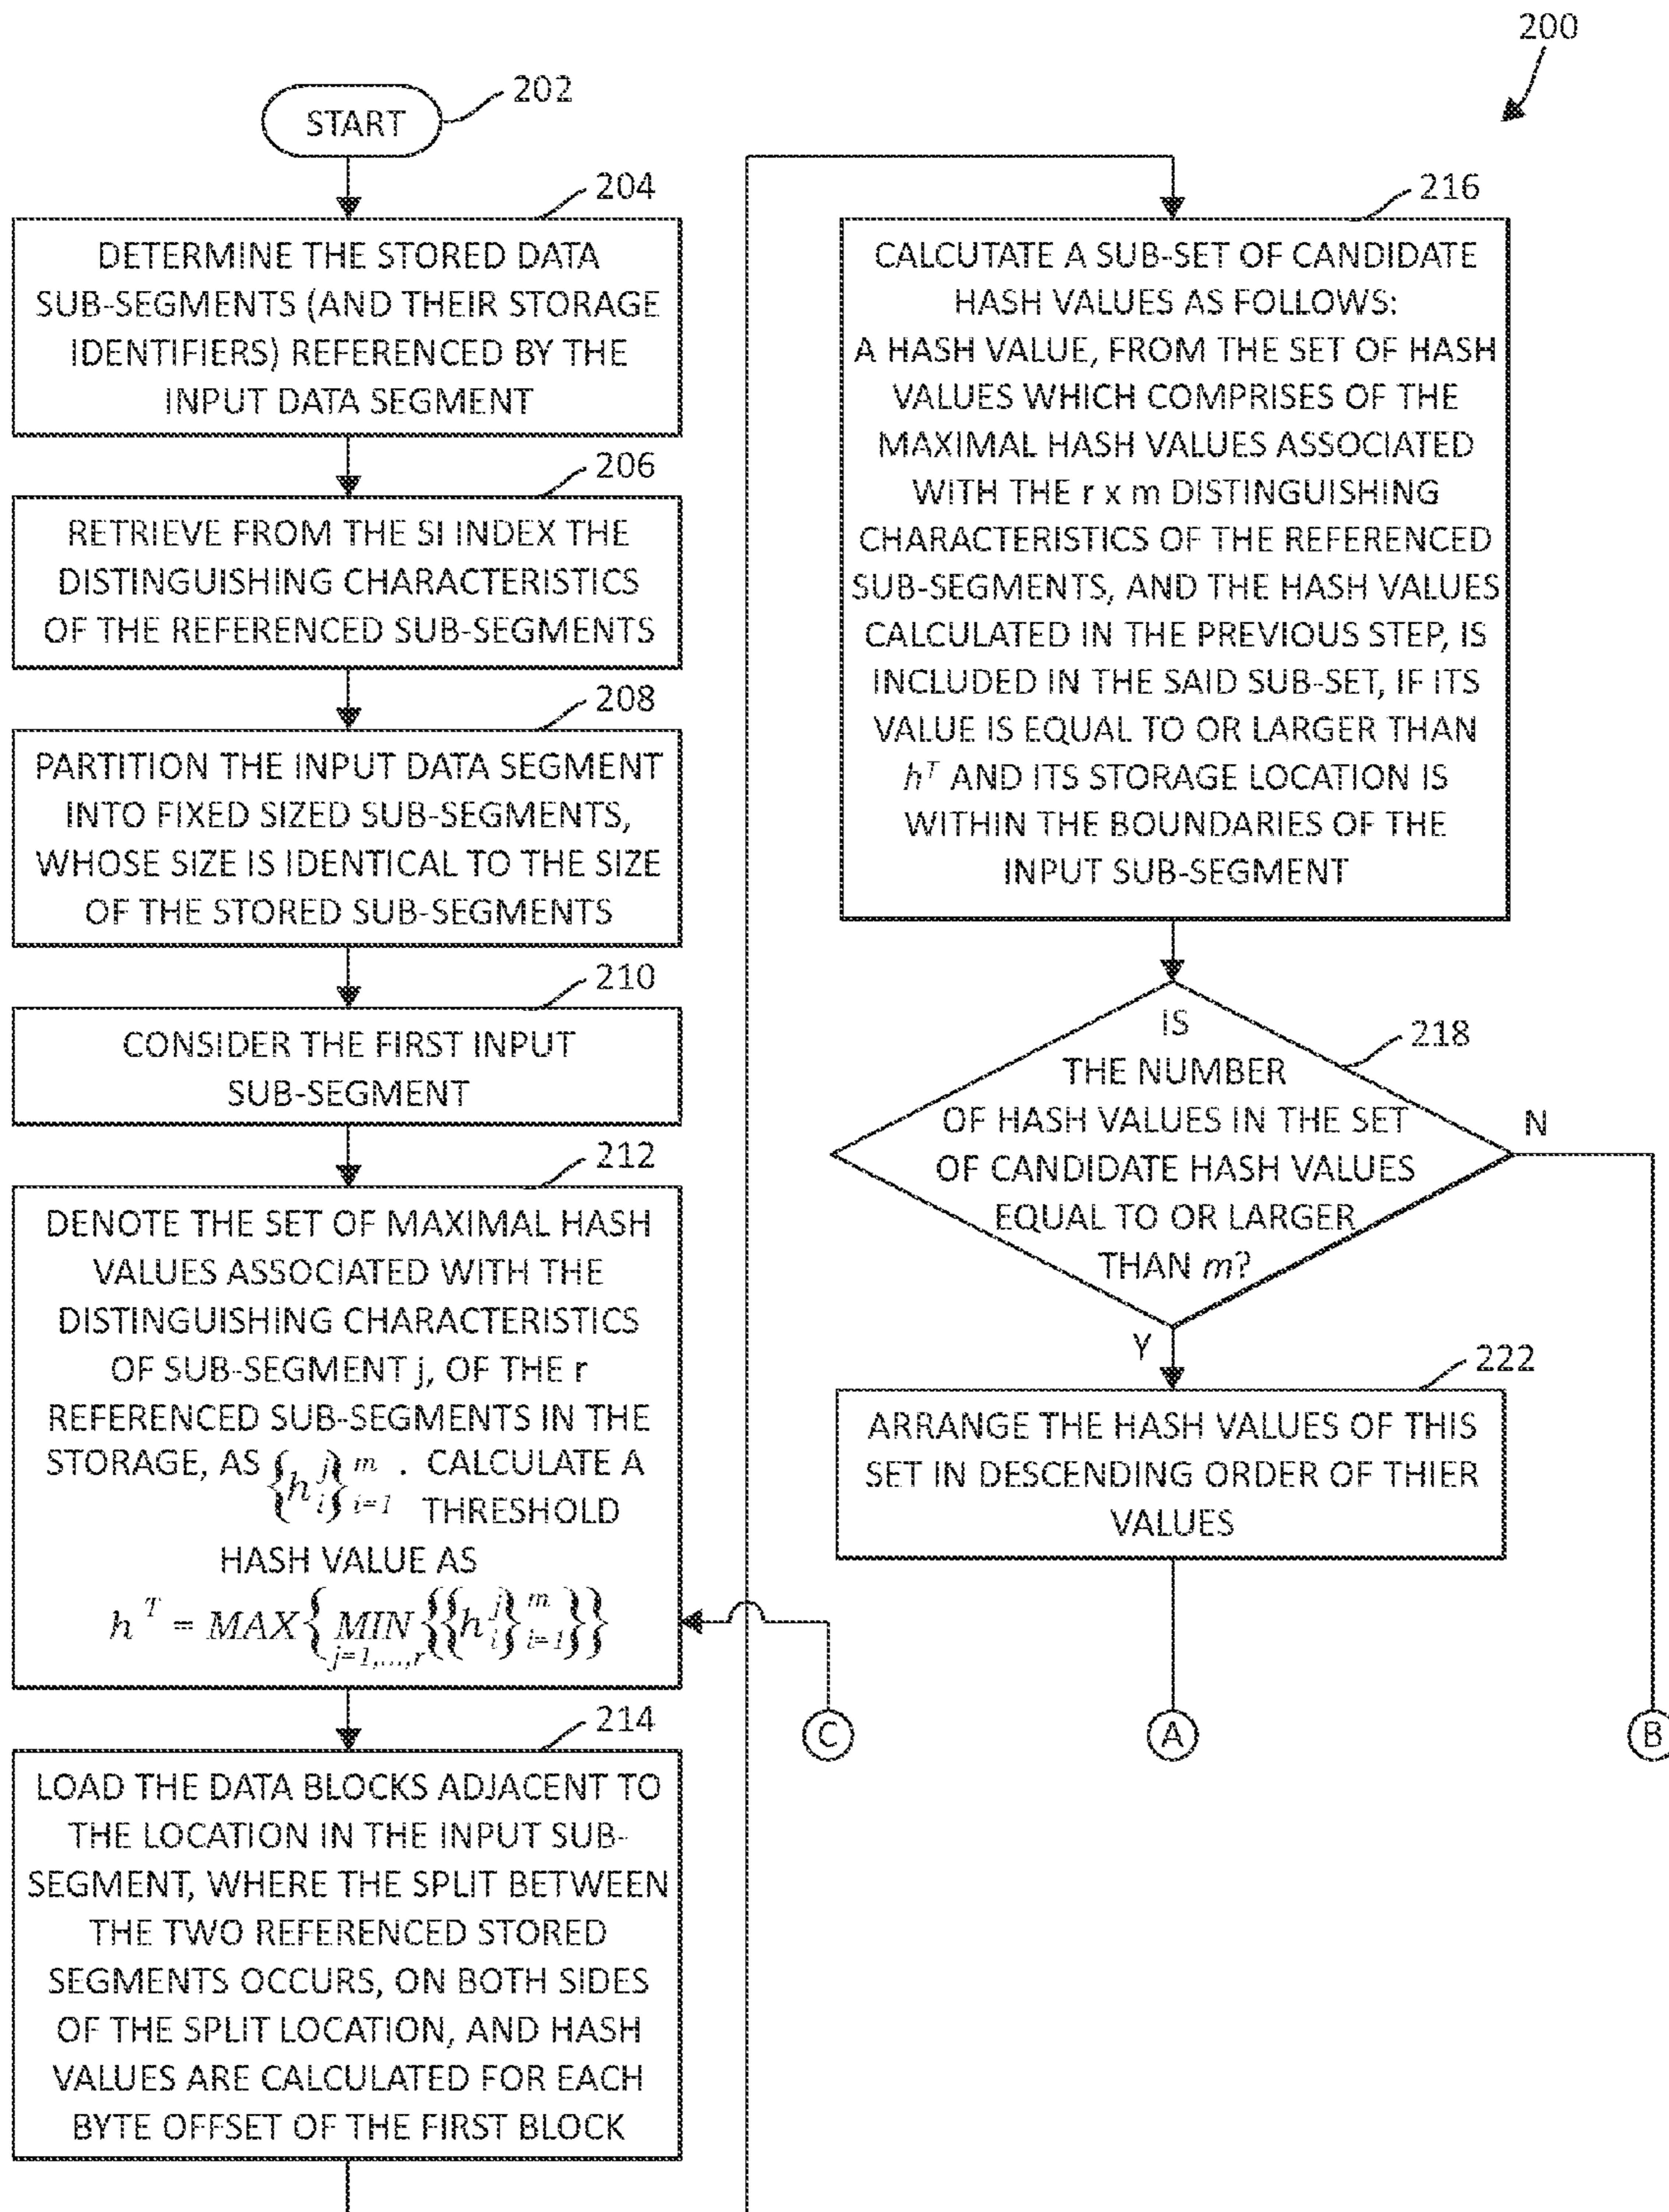 200
START
202
204
DETERMINE THE STORED DATA
SUB-SEGMENTS (AND THEIR STORAGE
IDENTIFIERS) REFERENCED BY THE
INPUT DATA SEGMENT
206
RETRIEVE FROM THE SI INDEX THE
DISTINGUISHING CHARACTERISTICS
OF THE REFERENCED SUB-SEGMENTS
208
PARTITION THE INPUT DATA SEGMENT
INTO FIXED SIZED SUB-SEGMENTS,
WHOSE SIZE IS IDENTICAL TO THE SIZE
OF THE STORED SUB-SEGMENTS
210
CONSIDER THE FIRST INPUT
SUB-SEGMENT
212
DENOTE THE SET OF MAXIMAL HASH
VALUES ASSOCIATED WITH THE
DISTINGUISHING CHARACTERISTICS
OF SUB-SEGMENT j, OF THE r
REFERENCED SUB-SEGMENTS IN THE
STORAGE, AS {h_i^j}_{i=1}^m . CALCULATE A
THRESHOLD
HASH VALUE AS
h^T = MAX{MIN_{j=1,...,r}{{h_i^j}_{i=1}^m}}
214
LOAD THE DATA BLOCKS ADJACENT TO
THE LOCATION IN THE INPUT SUB-
SEGMENT, WHERE THE SPLIT BETWEEN
THE TWO REFERENCED STORED
SEGMENTS OCCURS, ON BOTH SIDES
OF THE SPLIT LOCATION, AND HASH
VALUES ARE CALCULATED FOR EACH
BYTE OFFSET OF THE FIRST BLOCK
216
CALCUTATE A SUB-SET OF CANDIDATE
HASH VALUES AS FOLLOWS:
A HASH VALUE, FROM THE SET OF HASH
VALUES WHICH COMPRISES OF THE
MAXIMAL HASH VALUES ASSOCIATED
WITH THE r x m DISTINGUISHING
CHARACTERISTICS OF THE REFERENCED
SUB-SEGMENTS, AND THE HASH VALUES
CALCULATED IN THE PREVIOUS STEP, IS
INCLUDED IN THE SAID SUB-SET, IF ITS
VALUE IS EQUAL TO OR LARGER THAN
h^T AND ITS STORAGE LOCATION IS
WITHIN THE BOUNDARIES OF THE
INPUT SUB-SEGMENT
218
IS
THE NUMBER
OF HASH VALUES IN THE SET
OF CANDIDATE HASH VALUES
EQUAL TO OR LARGER
THAN m?
N
Y
222
ARRANGE THE HASH VALUES OF THIS
SET IN DESCENDING ORDER OF THIER
VALUES
C
A
B